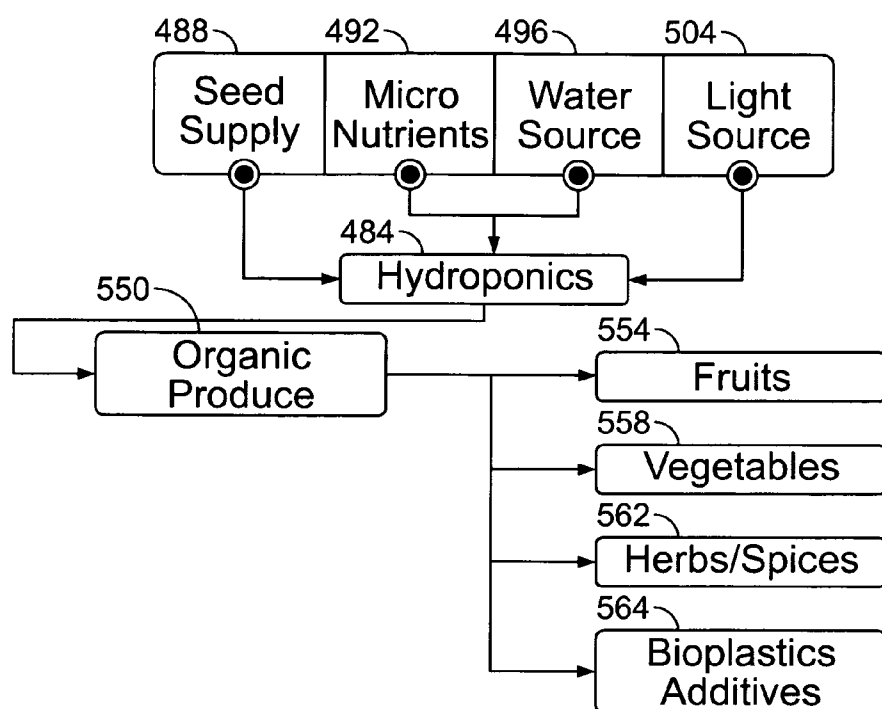 488
492
496
504
Seed
Supply
Micro
Nutrients
Water
Source
Light
Source
484
Hydroponics
550
Organic
Produce
554
Fruits
558
Vegetables
562
Herbs/Spices
564
Bioplastics
Additives